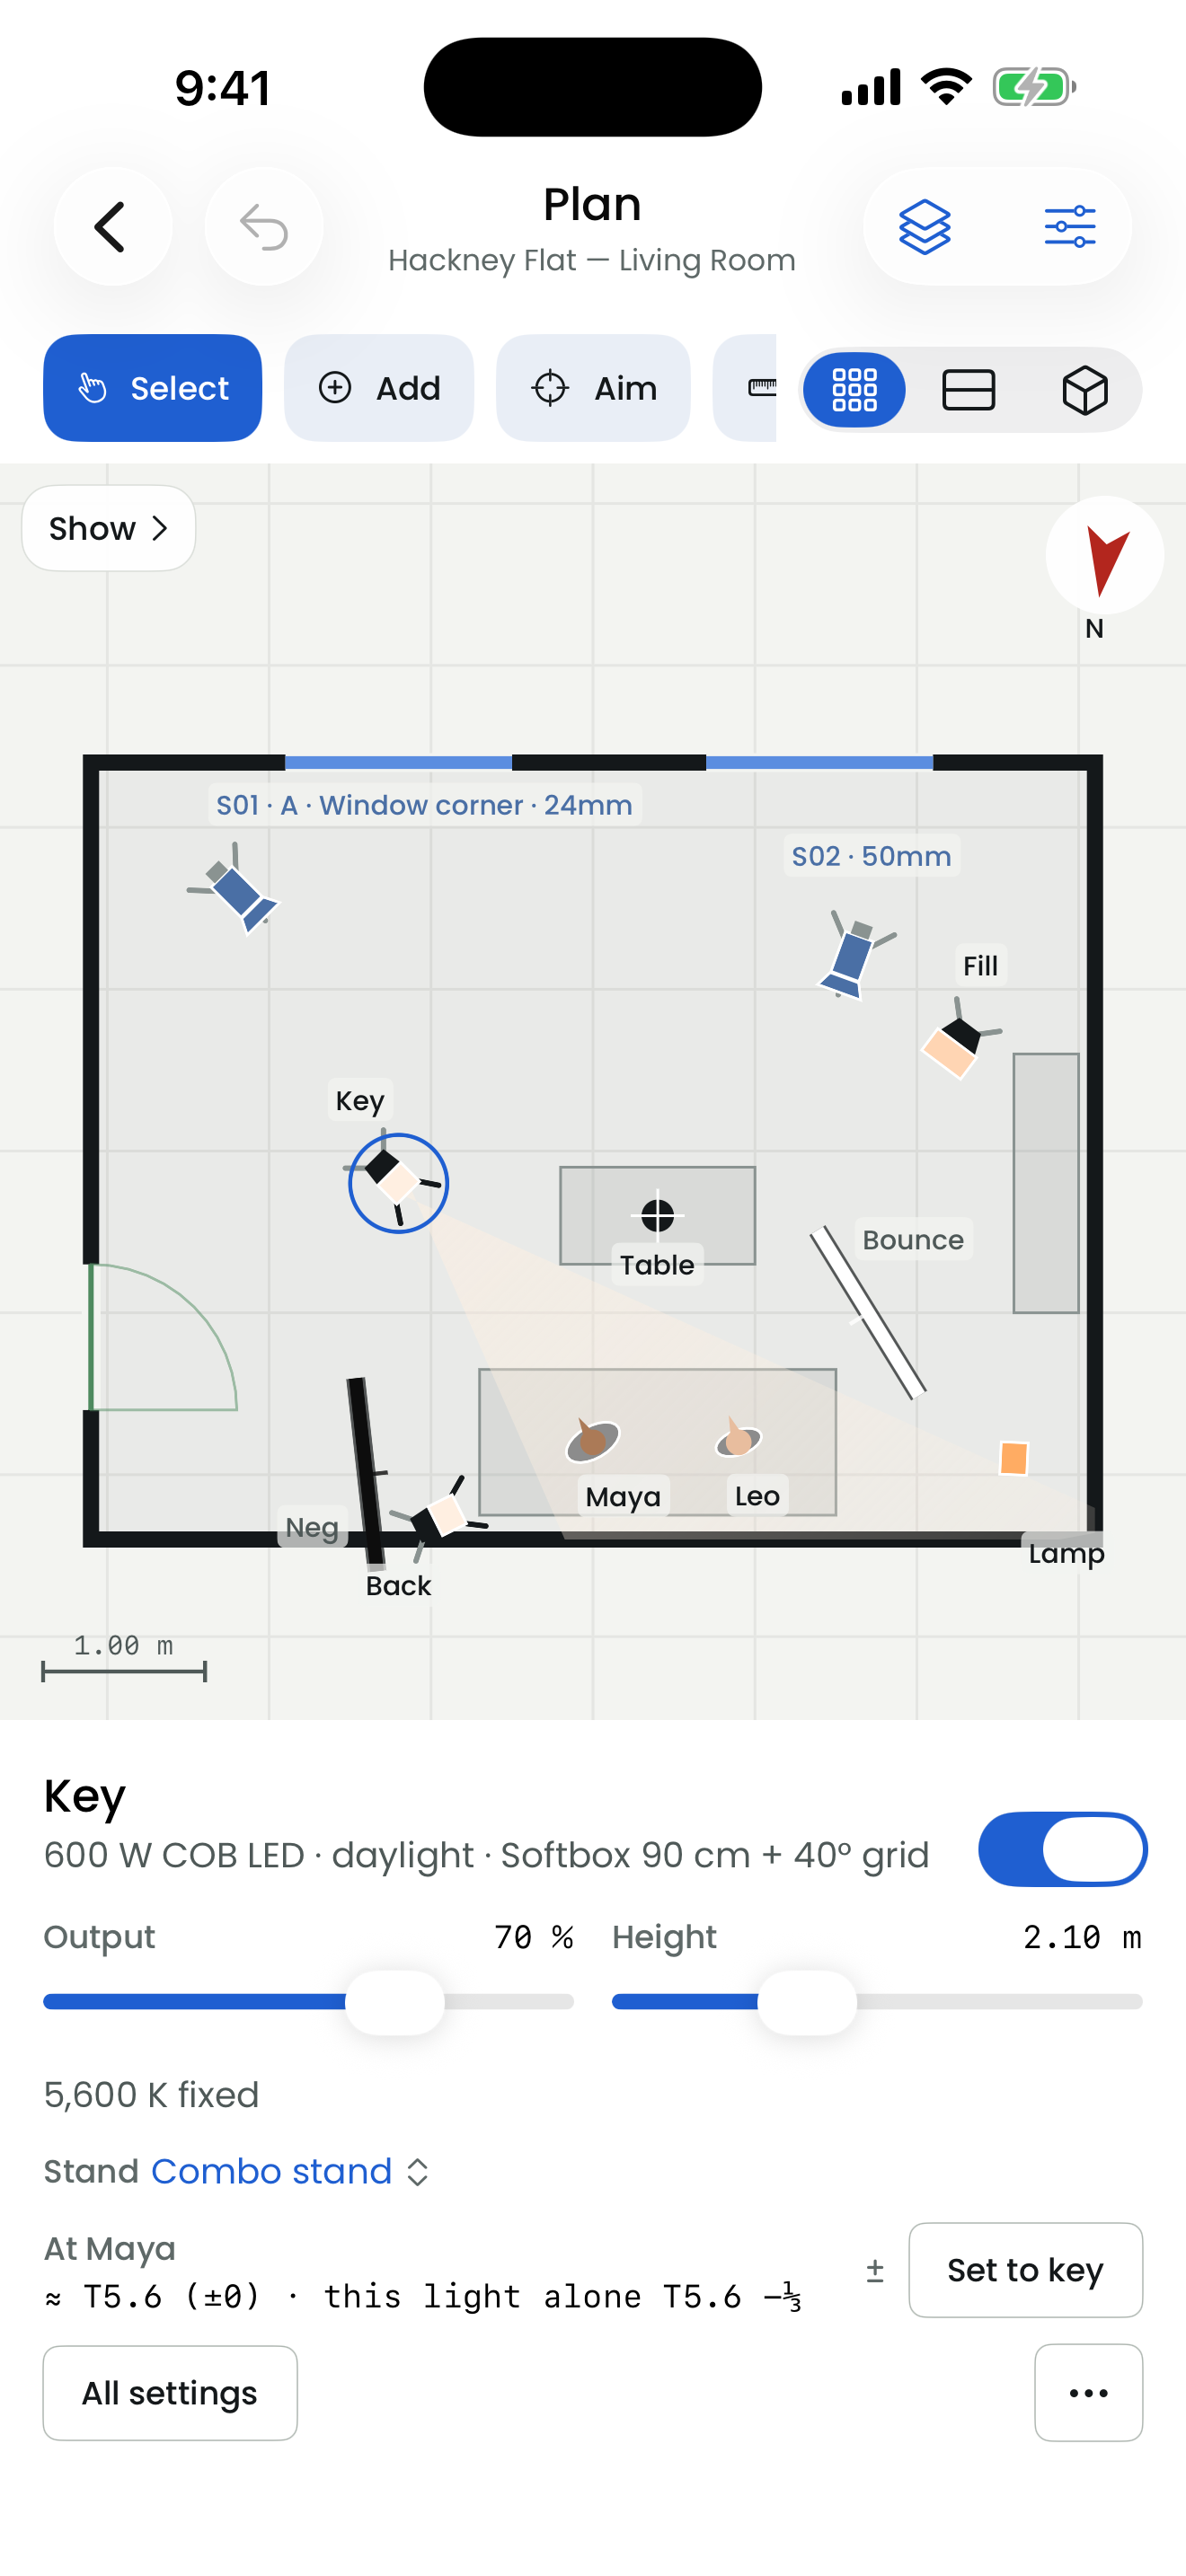 9:41
Plan
Hackney Flat — Living Room
Select
Add
Aim
Show
N
S01 · A · Window corner · 24mm
S02 · 50mm
Fill
Key
Bounce
Table
Maya
Leo
Neg
Lamp
Back
1.00 m
Key
600 W COB LED · daylight · Softbox 90 cm + 40° grid
Output 70 %
Height 2.10 m
5,600 K fixed
Stand Combo stand
At Maya
≈ T5.6 (±0) · this light alone T5.6 −⅓
±
Set to key
All settings